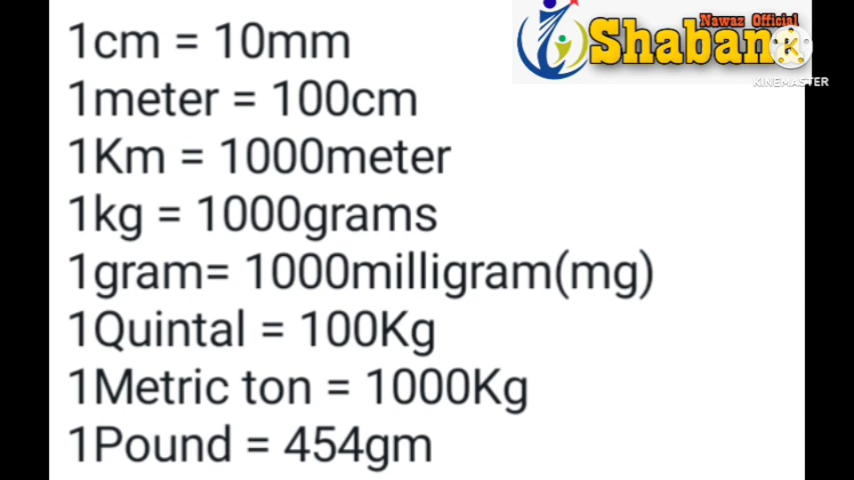 Nawaz Official
Shabana
KINEMASTER
1cm = 10mm
1meter = 100cm
1Km = 1000meter
1kg = 1000grams
1gram= 1000milligram(mg)
1Quintal = 100Kg
1Metric ton = 1000Kg
1Pound = 454gm